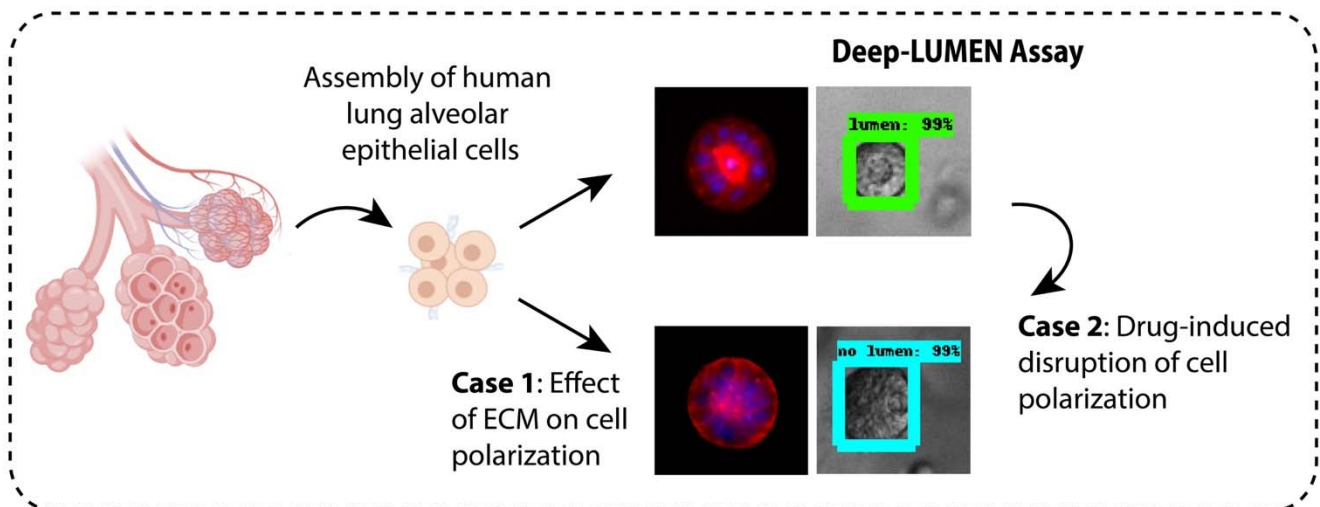 Deep-LUMEN Assay
Assembly of human
lung alveolar
epithelial cells
lumen: 99%
no lumen: 99%
Case 1: Effect
of ECM on cell
polarization
Case 2: Drug-induced
disruption of cell
polarization